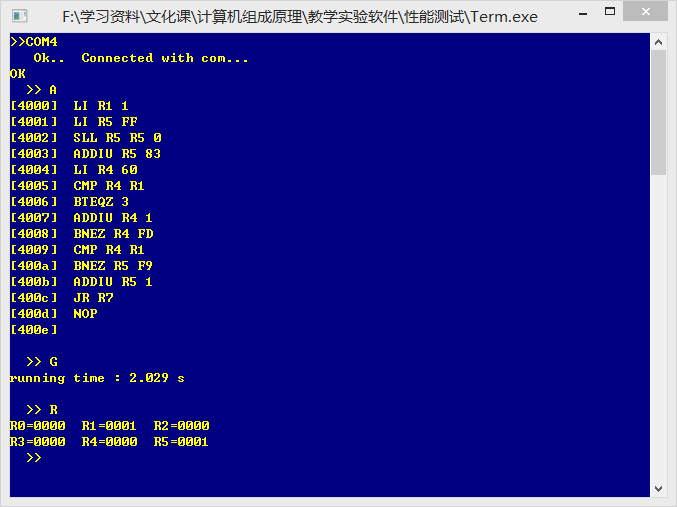 F:\学习资料\文化课\计算机组成原理\教学实验软件\性能测试\Term.exe
>>COM4
Ok.. Connected with com...
OK
>> A
[4000] LI R1 1
[4001] LI R5 FF
[4002] SLL R5 R5 0
[4003] ADDIU R5 83
[4004] LI R4 60
[4005] CMP R4 R1
[4006] BTEQZ 3
[4007] ADDIU R4 1
[4008] BNEZ R4 FD
[4009] CMP R4 R1
[400a] BNEZ R5 F9
[400b] ADDIU R5 1
[400c] JR R7
[400d] NOP
[400e]
>> G
running time : 2.029 s
>> R
R0=0000 R1=0001 R2=0000
R3=0000 R4=0000 R5=0001
>>